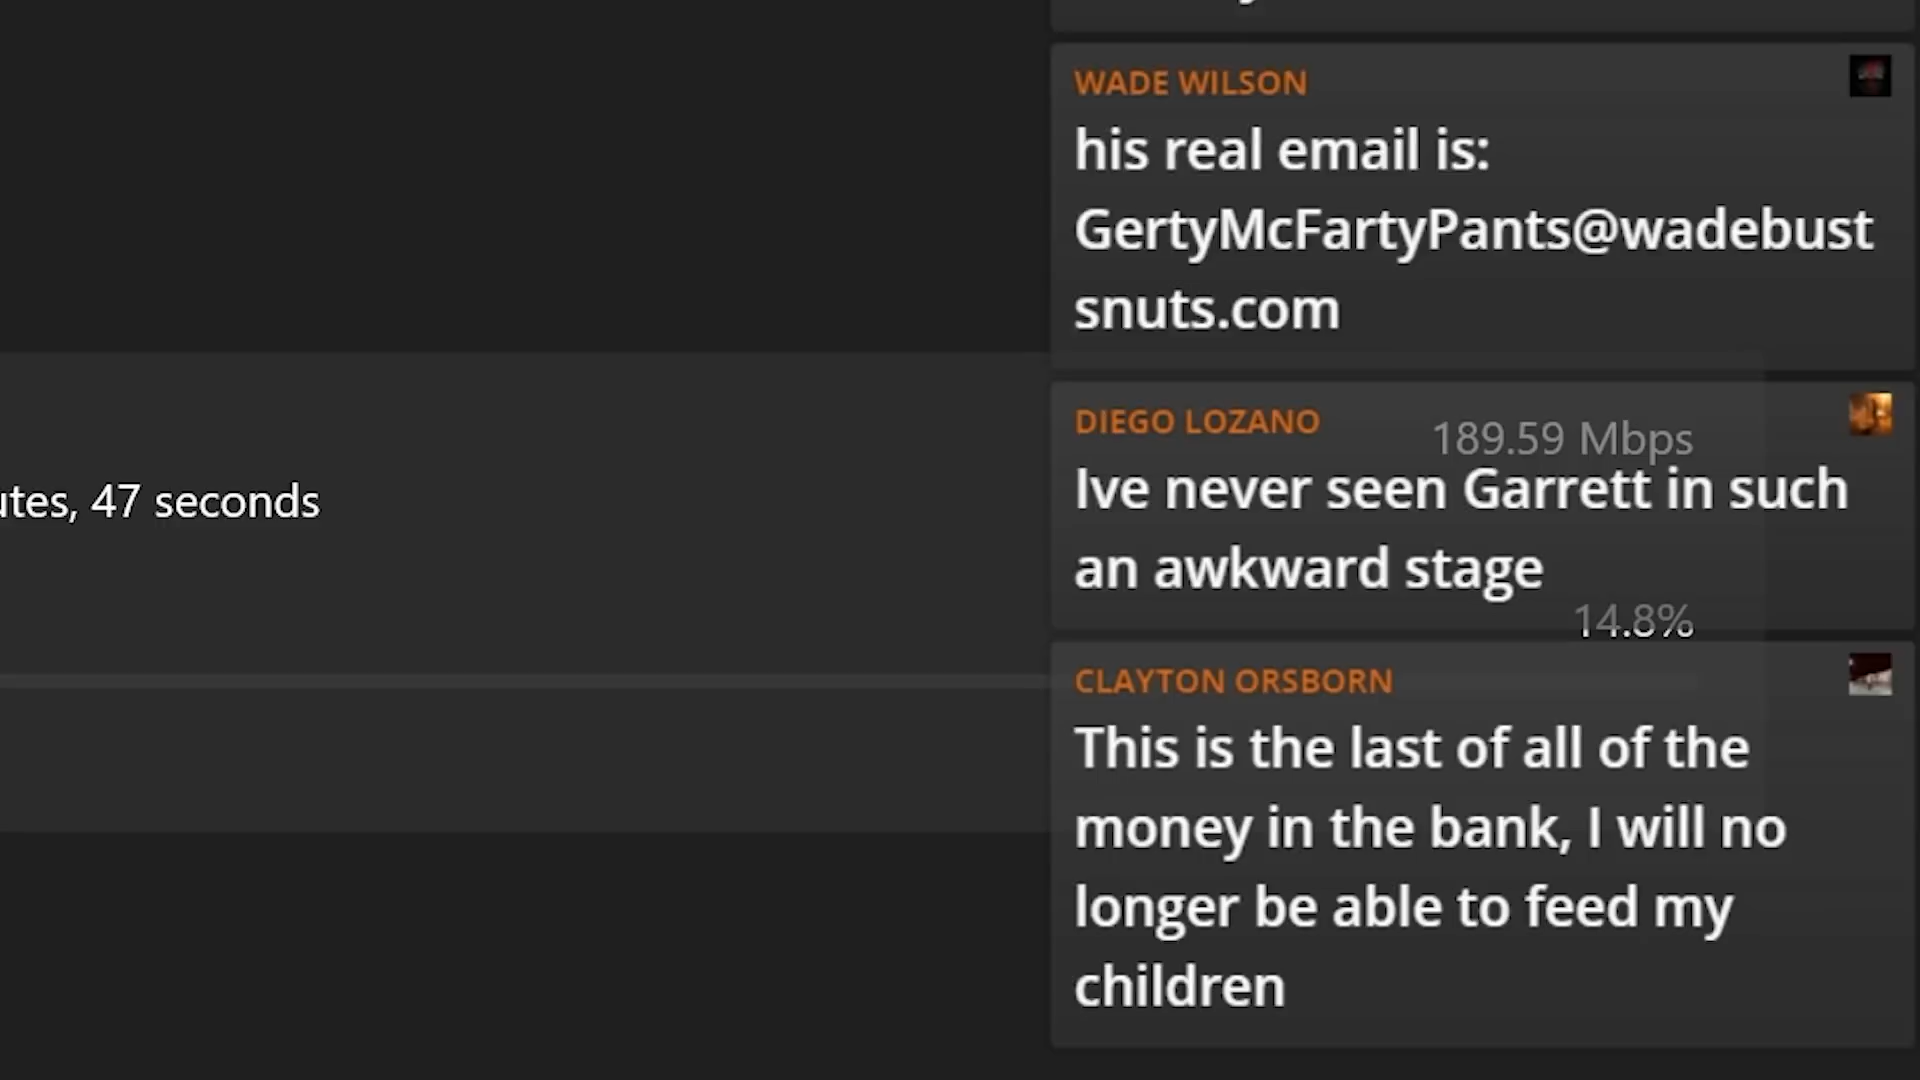 WADE WILSON
his real email is:
GertyMcFartyPants@wadebust
snuts.com
DIEGO LOZANO
189.59 Mbps
Ive never seen Garrett in such
utes, 47 seconds
an awkward stage
14.8%
CLAYTON ORSBORN
This is the last of all of the
money in the bank, I will no
longer be able to feed my
children